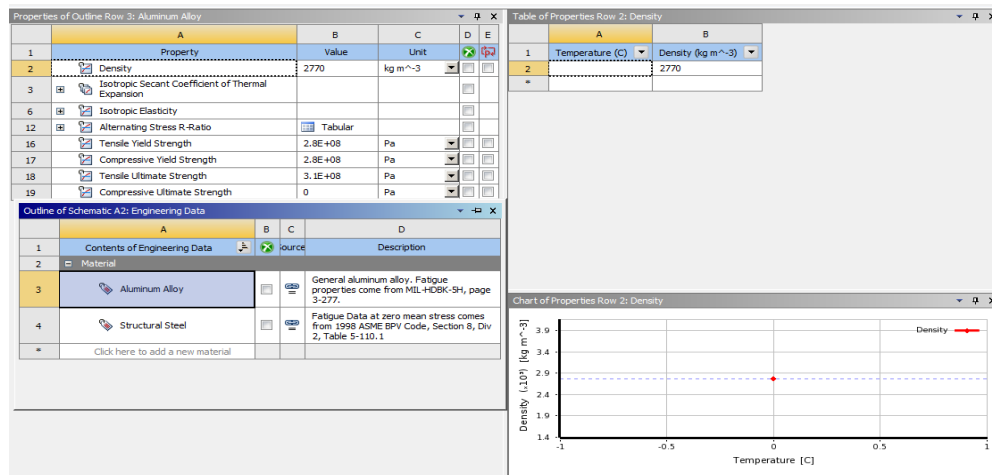 Properties of Outline Row 3: Aluminum Alloy
A B C D E
1 Property Value Unit
2 Density 2770 kg m^-3
3 Isotropic Secant Coefficient of Thermal
Expansion
6 Isotropic Elasticity
12 Alternating Stress R-Ratio Tabular
16 Tensile Yield Strength 2.8E+08 Pa
17 Compressive Yield Strength 2.8E+08 Pa
18 Tensile Ultimate Strength 3.1E+08 Pa
19 Compressive Ultimate Strength 0 Pa
Outline of Schematic A2: Engineering Data
A B C D
1 Contents of Engineering Data Source Description
2 Material
3 Aluminum Alloy General aluminum alloy. Fatigue
properties come from MIL-HDBK-5H, page
3-277.
4 Structural Steel Fatigue Data at zero mean stress comes
from 1998 ASME BPV Code, Section 8, Div
2, Table 5-110.1
* Click here to add a new material
Table of Properties Row 2: Density
A B
1 Temperature (C) Density (kg m^-3)
2 2770
*
Chart of Properties Row 2: Density
Density
Density (.10³) [kg m^-3]
3.9
3.4
2.9
2.4
1.9
1.4
-1 -0.5 0 0.5 1
Temperature [C]